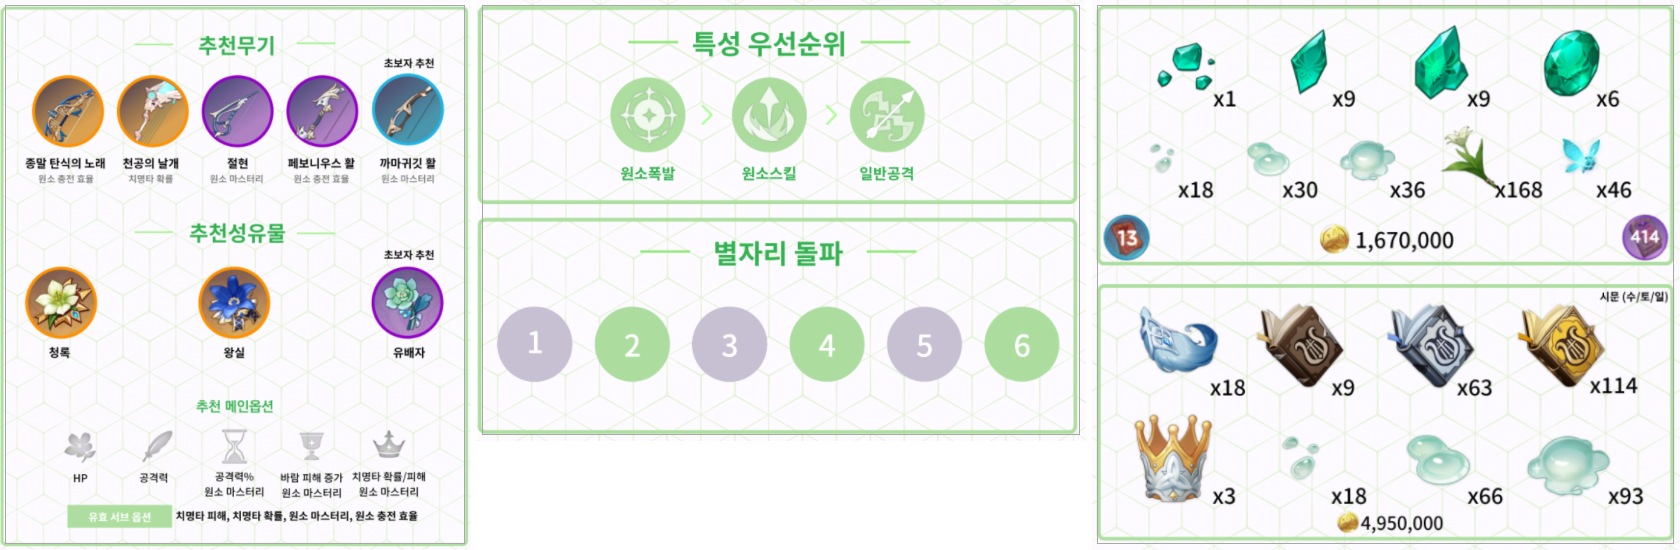 추천무기
초보자 추천
종말 탄식의 노래 천공의 날개 절현 페보니우스 활 까마귀깃 활
원소 충전 효율 치명타 확률 원소 마스터리 원소 충전 효율 원소 마스터리
추천성유물
초보자 추천
청록 왕실 유배자
추천 메인옵션
HP 공격력 공격력% 바람 피해 증가 치명타 확률/피해
원소 마스터리 원소 마스터리 원소 마스터리
유효 서브 옵션 치명타 피해, 치명타 확률, 원소 마스터리, 원소 충전 효율
특성 우선순위
원소폭발 원소스킬 일반공격
별자리 돌파
1 2 3 4 5 6
x1 x9 x9 x6
x18 x30 x36 x168 x46
13 1,670,000 414
시문 (수/토/일)
x18 x9 x63 x114
x3 x18 x66 x93
4,950,000